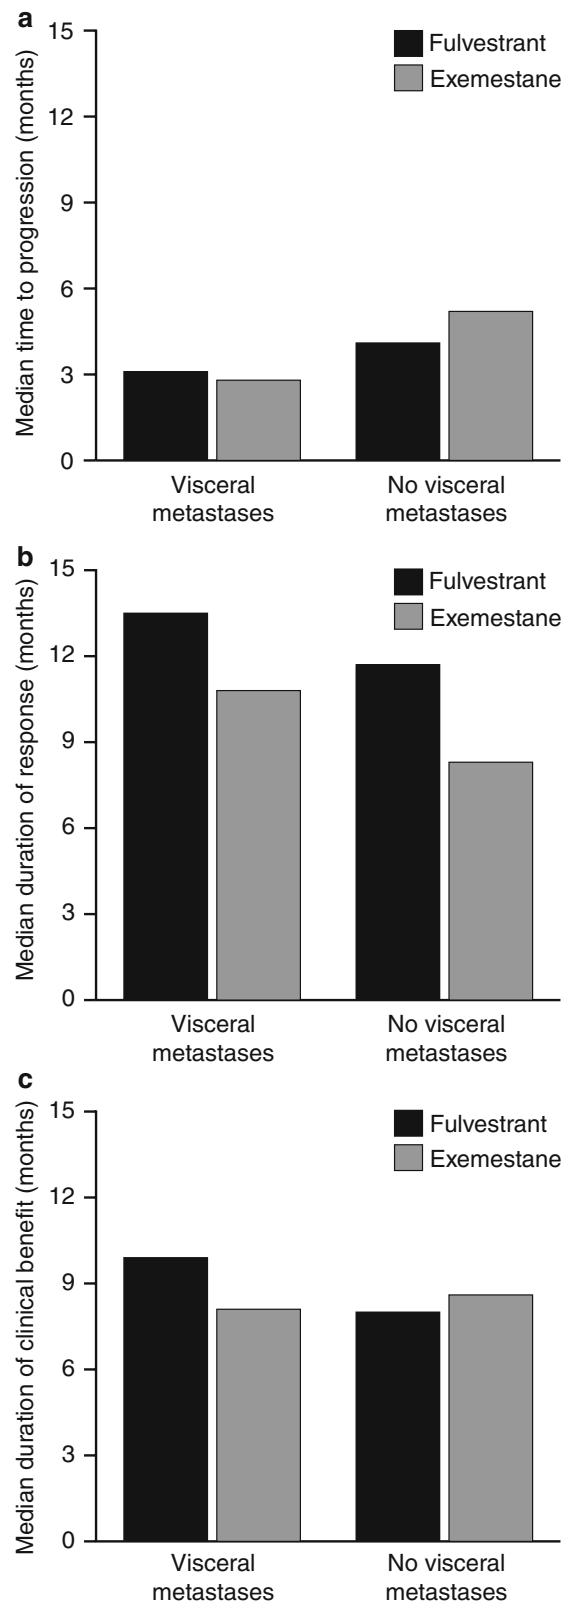 a
Median time to progression (months)
15
12
9
6
3
0
Fulvestrant
Exemestane
Visceral
metastases
No visceral
metastases
b
Median duration of response (months)
15
12
9
6
3
0
Fulvestrant
Exemestane
Visceral
metastases
No visceral
metastases
c
Median duration of clinical benefit (months)
15
12
9
6
3
0
Fulvestrant
Exemestane
Visceral
metastases
No visceral
metastases